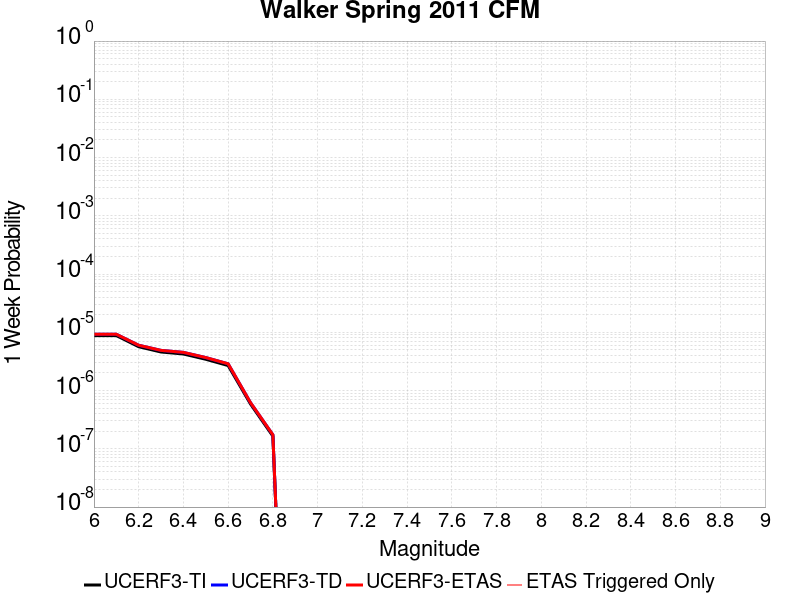 Walker Spring 2011 CFM
10^0
10^-1
10^-2
10^-3
10^-4
10^-5
10^-6
10^-7
10^-8
1 Week Probability
6 6.2 6.4 6.6 6.8 7 7.2 7.4 7.6 7.8 8 8.2 8.4 8.6 8.8 9
Magnitude
UCERF3-TI UCERF3-TD UCERF3-ETAS ETAS Triggered Only